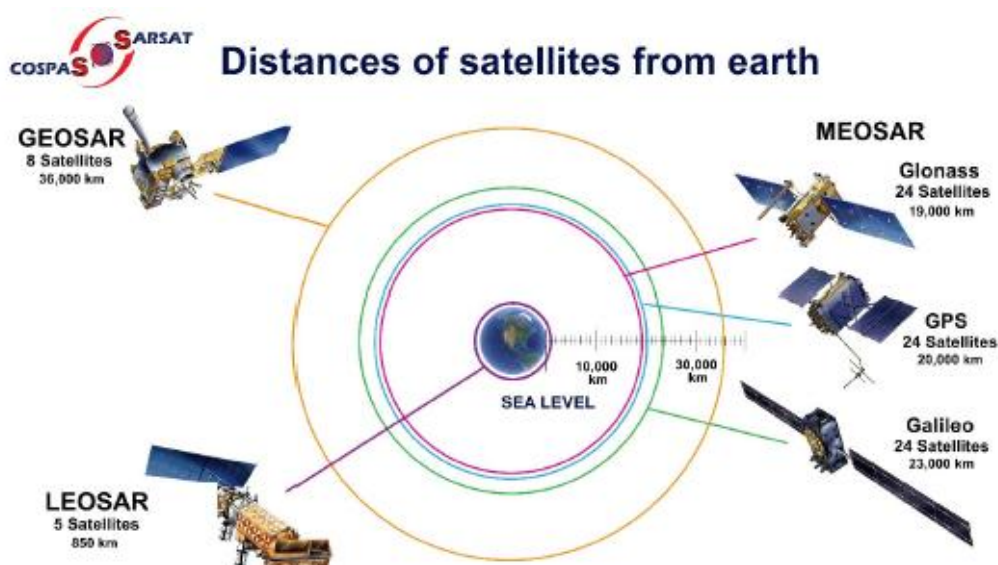 COSPAS SARSAT
Distances of satellites from earth
GEOSAR
8 Satellites
36,000 km
MEOSAR
Glonass
24 Satellites
19,000 km
GPS
24 Satellites
20,000 km
10,000
km
30,000
km
SEA LEVEL
Galileo
24 Satellites
23,000 km
LEOSAR
5 Satellites
850 km